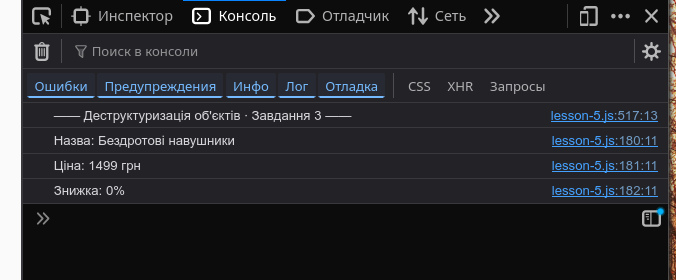 Инспектор Консоль Отладчик Сеть
Поиск в консоли
Ошибки Предупреждения Инфо Лог Отладка CSS XHR Запросы
—— Деструктуризація об'єктів · Завдання 3 —— lesson-5.js:517:13
Назва: Бездротові навушники lesson-5.js:180:11
Ціна: 1499 грн lesson-5.js:181:11
Знижка: 0% lesson-5.js:182:11